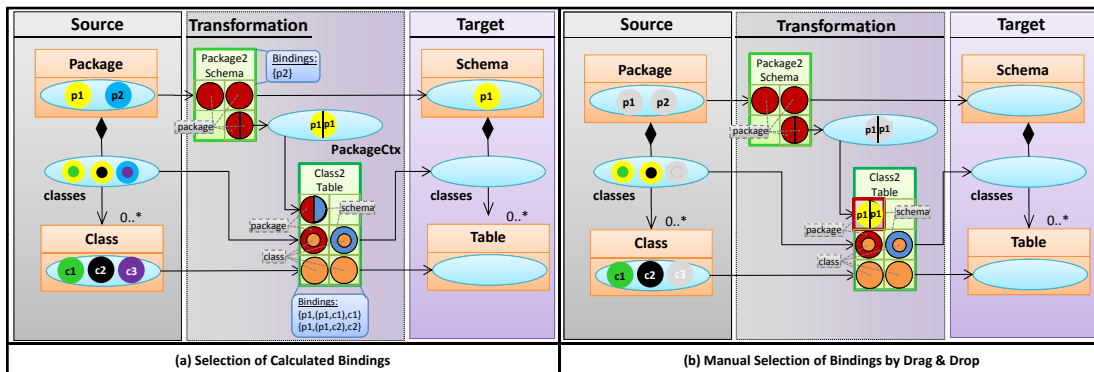 Source
Transformation
Target
Package
p1
p2
Package2
Schema
Bindings:
{p2}
Schema
p1
package
p1
p1
PackageCtx
classes
Class2
Table
package
schema
classes
0..*
0..*
class
Class
c1
c2
c3
Table
Bindings:
{p1,(p1,c1),c1}
{p1,(p1,c2),c2}
(a) Selection of Calculated Bindings
Source
Transformation
Target
Package
p1
p2
Package2
Schema
Schema
package
p1
p1
classes
Class2
Table
p1
p1
schema
package
classes
0..*
0..*
class
Class
c1
c2
c3
Table
(b) Manual Selection of Bindings by Drag & Drop